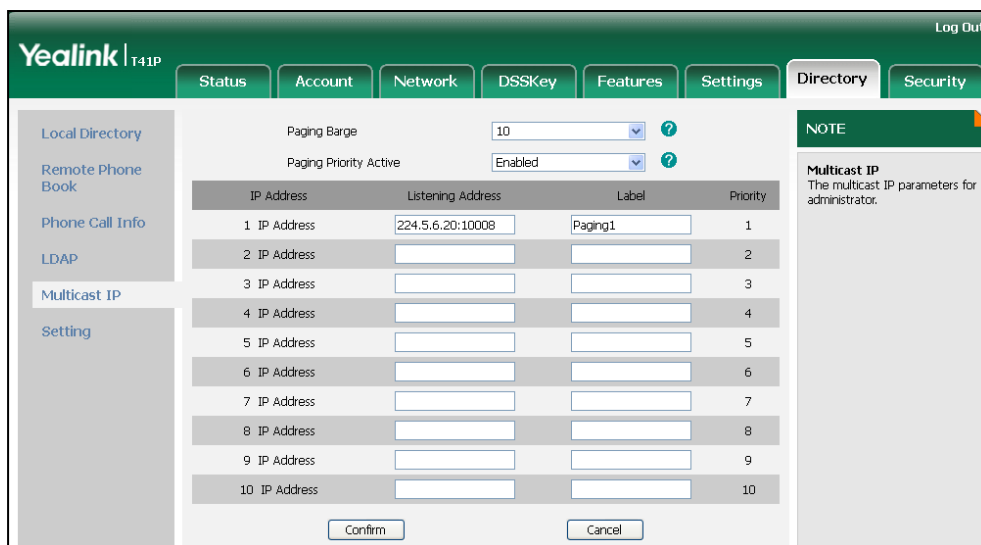 Log Out
Yealink T41P
Status Account Network DSSKey Features Settings Directory Security
Local Directory
Remote Phone
Book
Phone Call Info
LDAP
Multicast IP
Setting
Paging Barge 10 ?
Paging Priority Active Enabled ?
IP Address Listening Address Label Priority
1 IP Address 224.5.6.20:10008 Paging1 1
2 IP Address 2
3 IP Address 3
4 IP Address 4
5 IP Address 5
6 IP Address 6
7 IP Address 7
8 IP Address 8
9 IP Address 9
10 IP Address 10
Confirm Cancel
NOTE
Multicast IP
The multicast IP parameters for
administrator.